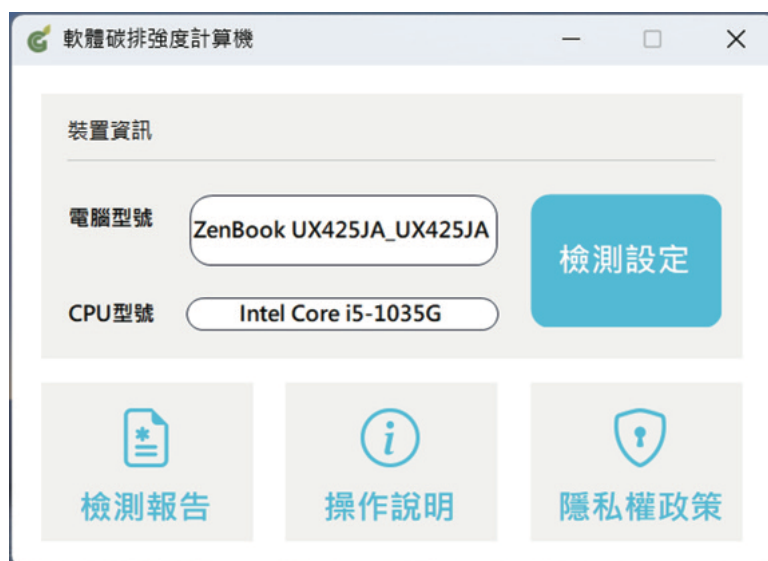 軟體碳排強度計算機
裝置資訊
電腦型號
ZenBook UX425JA_UX425JA
檢測設定
CPU型號
Intel Core i5-1035G
檢測報告
操作說明
隱私權政策